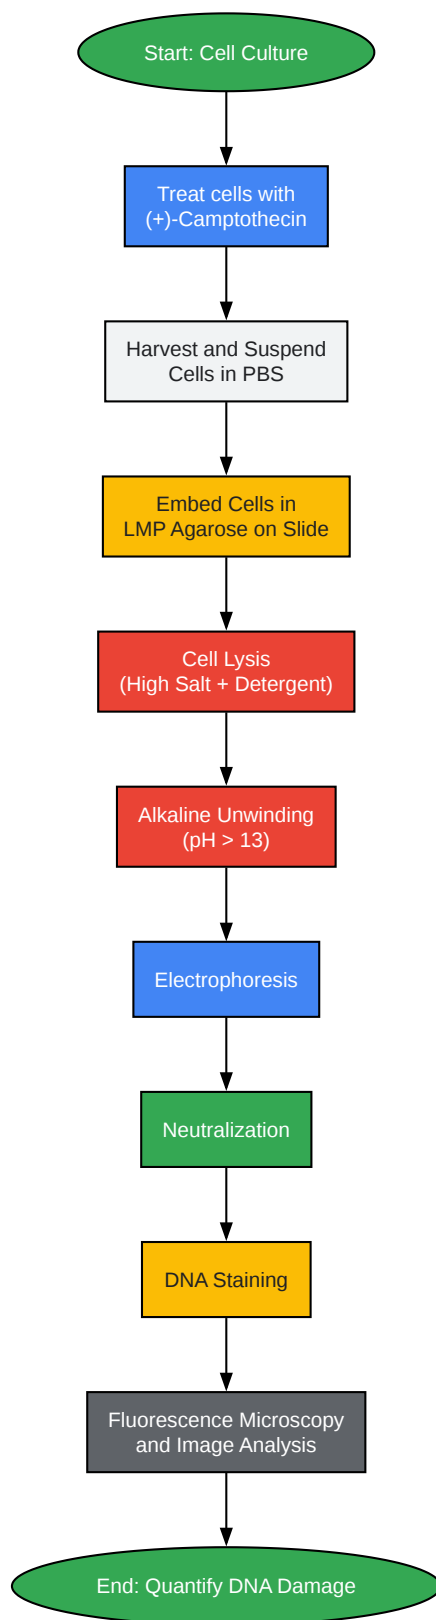 Start: Cell Culture
Treat cells with
(+)-Camptothecin
Harvest and Suspend
Cells in PBS
Embed Cells in
LMP Agarose on Slide
Cell Lysis
(High Salt + Detergent)
Alkaline Unwinding
(pH > 13)
Electrophoresis
Neutralization
DNA Staining
Fluorescence Microscopy
and Image Analysis
End: Quantify DNA Damage